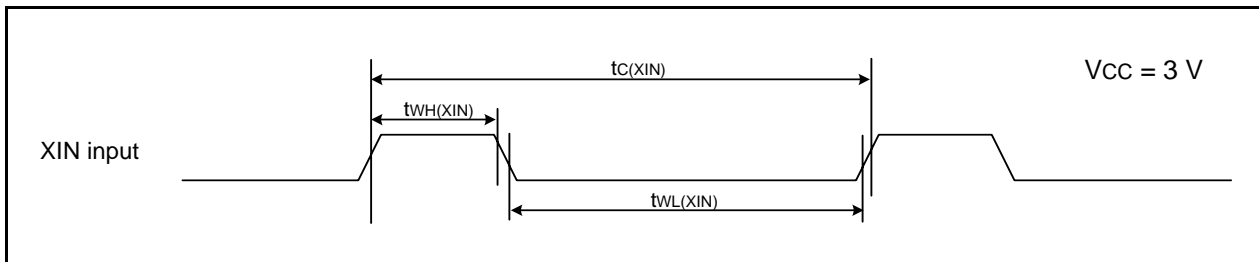 tC(XIN)
VCC = 3 V
tWH(XIN)
XIN input
tWL(XIN)